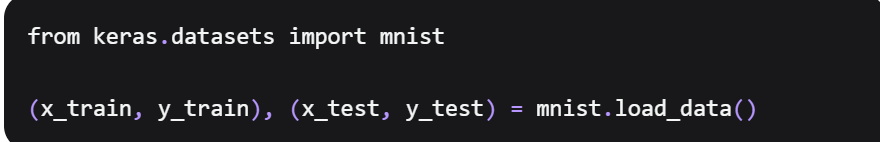 from keras.datasets import mnist
(x_train, y_train), (x_test, y_test) = mnist.load_data()